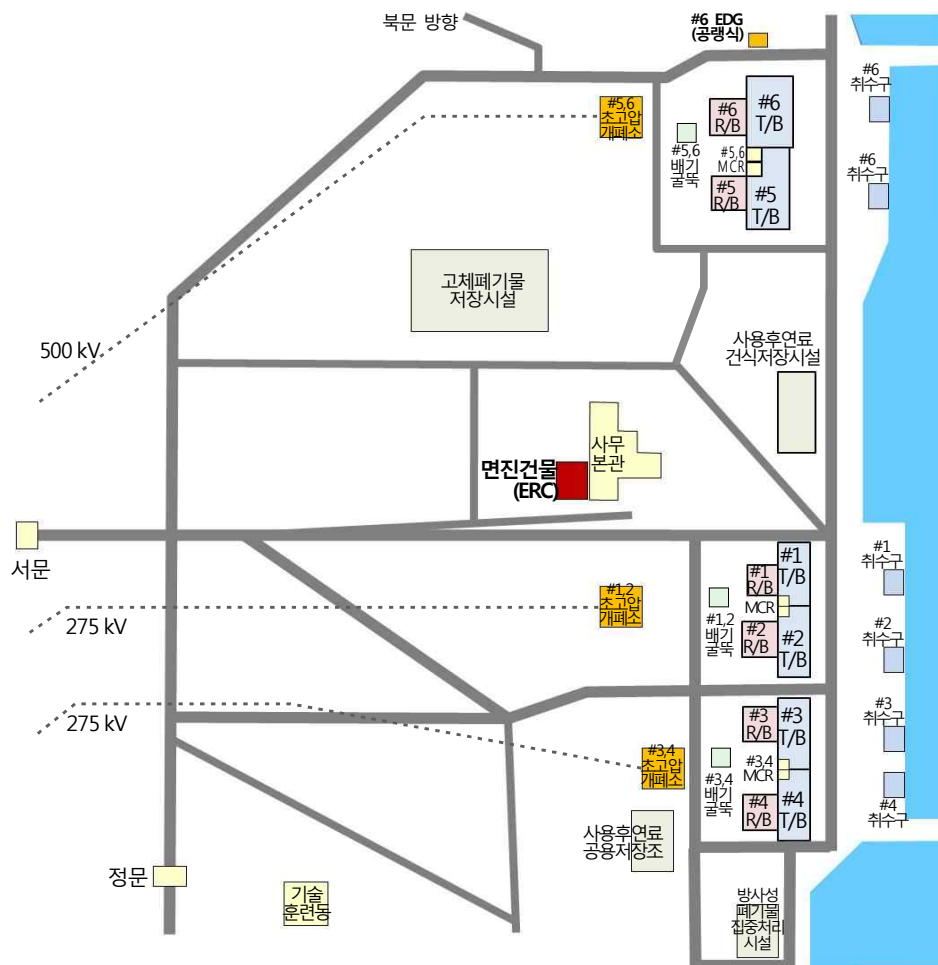 북문 방향
#6 EDG
(공랭식)
#6
취수구
#5,6
초고압
개폐소
#6
R/B
#6
T/B
#5,6
배기
굴뚝
#5,6
MCR
#6
취수구
#5
R/B
#5
T/B
고체폐기물
저장시설
500 kV
사용후연료
건식저장시설
사무
본관
면진건물
(ERC)
서문
#1
취수구
#1
R/B
#1
T/B
275 kV
#1,2
초고압
개폐소
#1,2
배기
굴뚝
MCR
#2
R/B
#2
T/B
#2
취수구
275 kV
#3
R/B
#3
T/B
#3
취수구
#3,4
초고압
개폐소
#3,4
배기
굴뚝
#3,4
MCR
#4
R/B
#4
T/B
#4
취수구
사용후연료
공용저장조
정문
기술
훈련동
방사성
폐기물
집중처리
시설